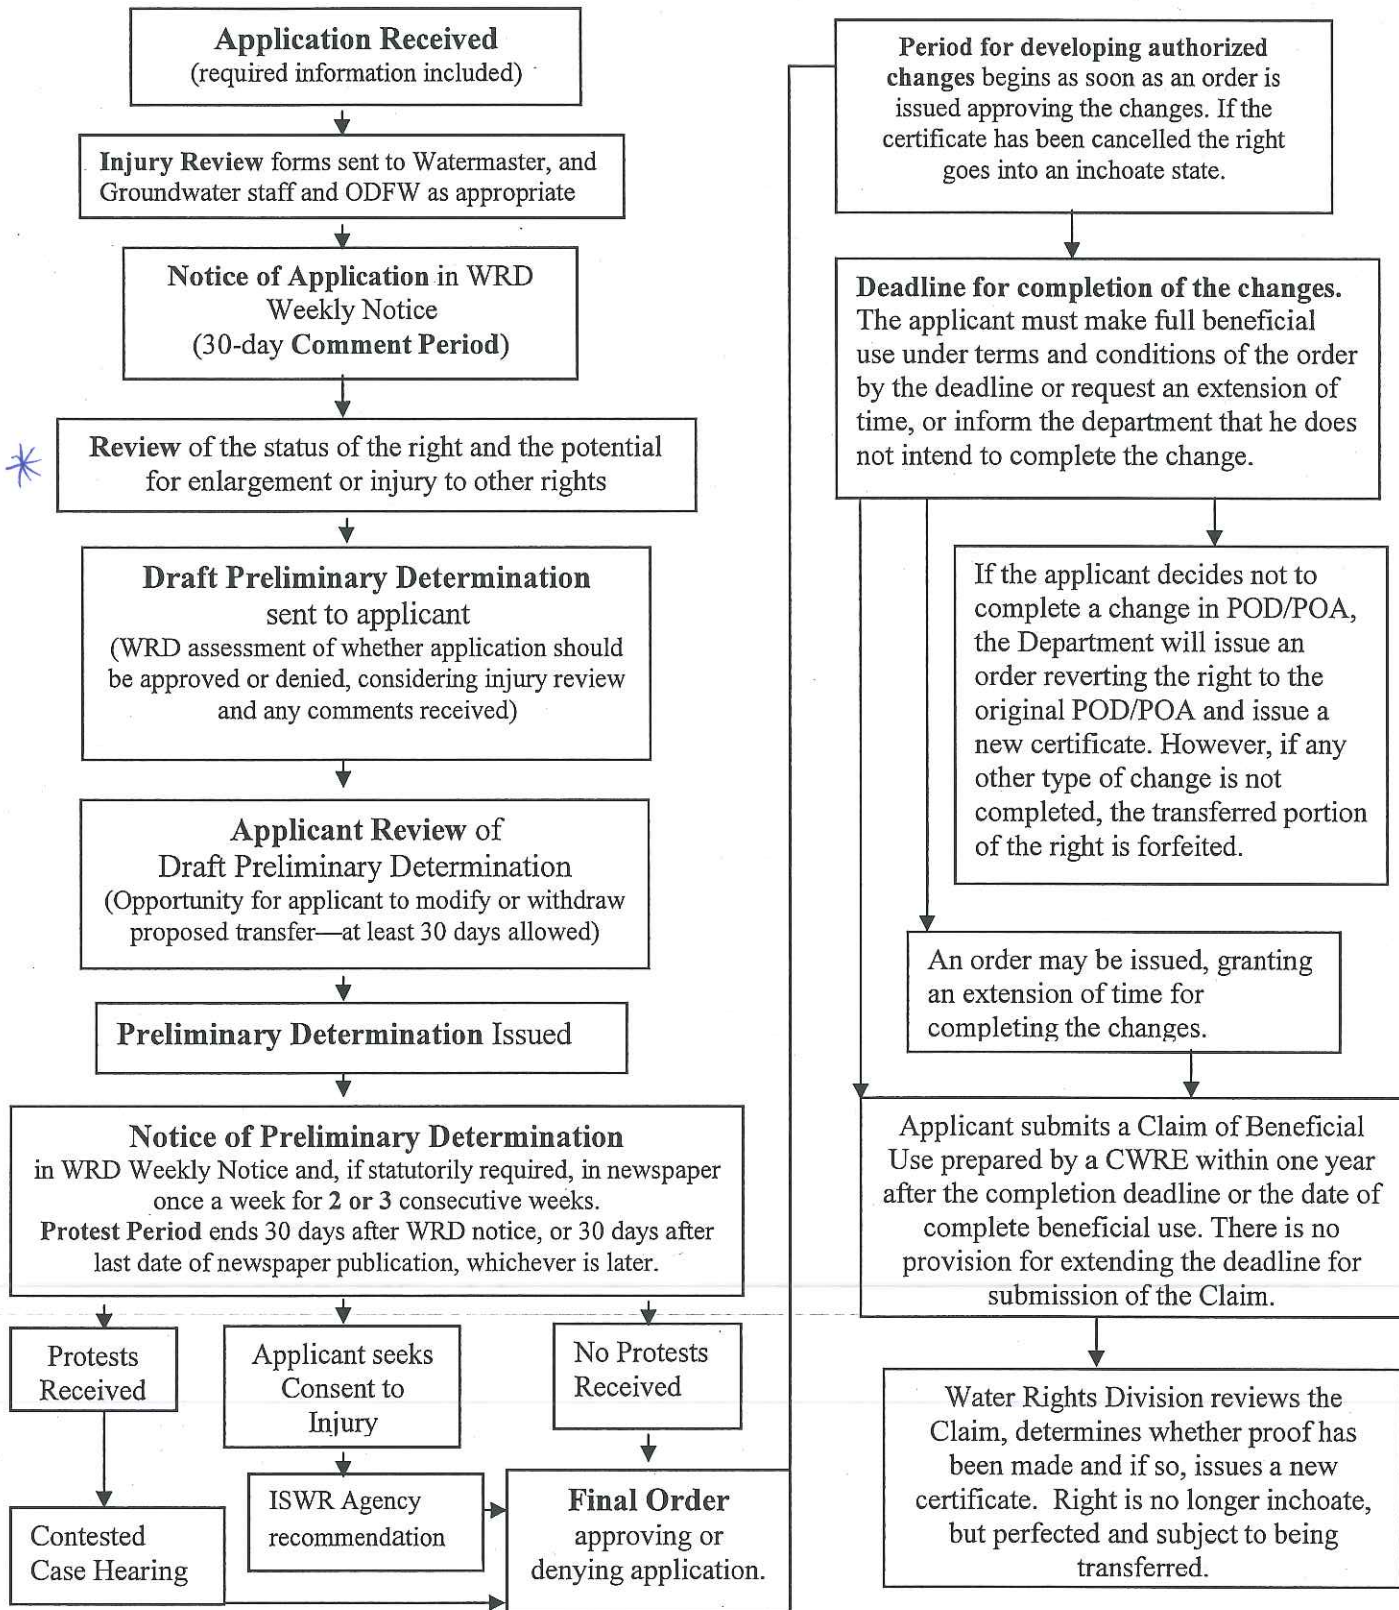 Application Received
(required information included)
Injury Review forms sent to Watermaster, and
Groundwater staff and ODFW as appropriate
Notice of Application in WRD
Weekly Notice
(30-day Comment Period)
Review of the status of the right and the potential
for enlargement or injury to other rights
Draft Preliminary Determination
sent to applicant
(WRD assessment of whether application should
be approved or denied, considering injury review
and any comments received)
Applicant Review of
Draft Preliminary Determination
(Opportunity for applicant to modify or withdraw
proposed transfer—at least 30 days allowed)
Preliminary Determination Issued
Notice of Preliminary Determination
in WRD Weekly Notice and, if statutorily required, in newspaper
once a week for 2 or 3 consecutive weeks.
Protest Period ends 30 days after WRD notice, or 30 days after
last date of newspaper publication, whichever is later.
Protests
Received
Applicant seeks
Consent to
Injury
No Protests
Received
Contested
Case Hearing
ISWR Agency
recommendation
Final Order
approving or
denying application.
Period for developing authorized
changes begins as soon as an order is
issued approving the changes. If the
certificate has been cancelled the right
goes into an inchoate state.
Deadline for completion of the changes.
The applicant must make full beneficial
use under terms and conditions of the order
by the deadline or request an extension of
time, or inform the department that he does
not intend to complete the change.
If the applicant decides not to
complete a change in POD/POA,
the Department will issue an
order reverting the right to the
original POD/POA and issue a
new certificate. However, if any
other type of change is not
completed, the transferred portion
of the right is forfeited.
An order may be issued, granting
an extension of time for
completing the changes.
Applicant submits a Claim of Beneficial
Use prepared by a CWRE within one year
after the completion deadline or the date of
complete beneficial use. There is no
provision for extending the deadline for
submission of the Claim.
Water Rights Division reviews the
Claim, determines whether proof has
been made and if so, issues a new
certificate. Right is no longer inchoate,
but perfected and subject to being
transferred.